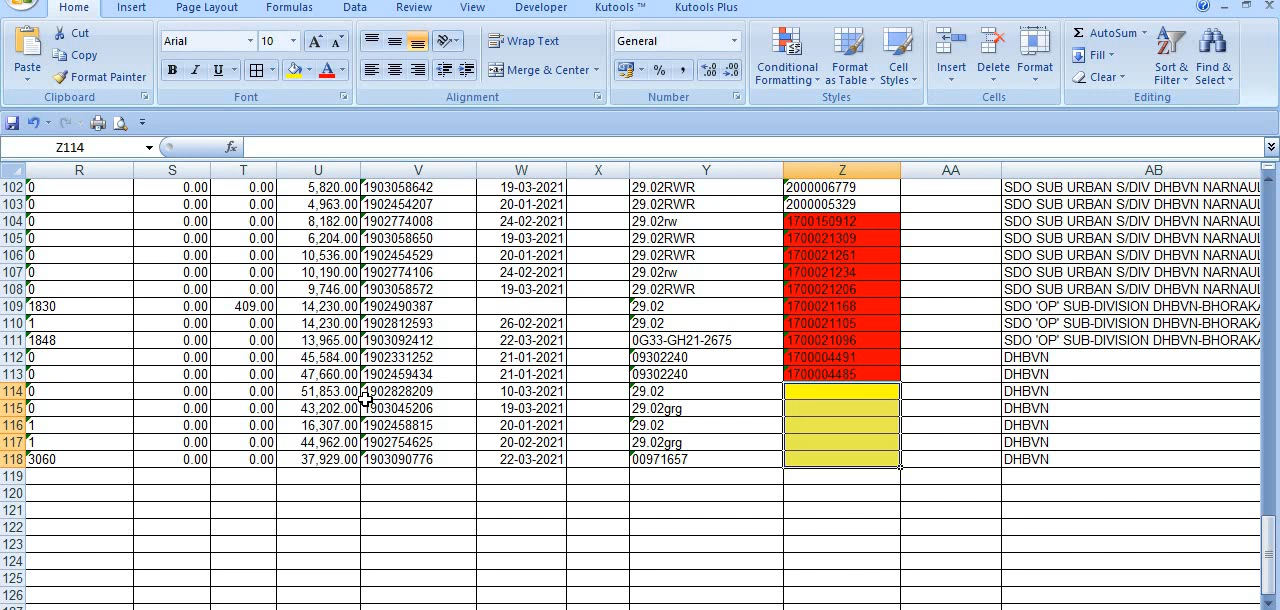 Home Insert Page Layout Formulas Data Review View Developer Kutools ™ Kutools Plus
Paste Cut Copy Format Painter
Clipboard
Arial 10 A A
B I U A
Font
Wrap Text
Merge & Center
Alignment
General
% ,
Number
Conditional Formatting Format as Table Cell Styles
Styles
Insert Delete Format
Cells
Σ AutoSum Fill Clear
Sort & Filter Find & Select
Editing
Z114 fx
R S T U V W X Y Z AA AB
102 0 0.00 0.00 5,820.00 1903058642 19-03-2021 29.02RWR 2000006779 SDO SUB URBAN S/DIV DHBVN NARNAUL
103 0 0.00 0.00 4,963.00 1902454207 20-01-2021 29.02RWR 2000005329 SDO SUB URBAN S/DIV DHBVN NARNAUL
104 0 0.00 0.00 8,182.00 1902774008 24-02-2021 29.02rw 1700150912 SDO SUB URBAN S/DIV DHBVN NARNAUL
105 0 0.00 0.00 6,204.00 1903058650 19-03-2021 29.02RWR 1700021309 SDO SUB URBAN S/DIV DHBVN NARNAUL
106 0 0.00 0.00 10,536.00 1902454529 20-01-2021 29.02RWR 1700021261 SDO SUB URBAN S/DIV DHBVN NARNAUL
107 0 0.00 0.00 10,190.00 1902774106 24-02-2021 29.02rw 1700021234 SDO SUB URBAN S/DIV DHBVN NARNAUL
108 0 0.00 0.00 9,746.00 1903058572 19-03-2021 29.02RWR 1700021206 SDO SUB URBAN S/DIV DHBVN NARNAUL
109 1830 0.00 409.00 14,230.00 1902490387 29.02 1700021168 SDO 'OP' SUB-DIVISION DHBVN-BHORAKA
110 1 0.00 0.00 14,230.00 1902812593 26-02-2021 29.02 1700021105 SDO 'OP' SUB-DIVISION DHBVN-BHORAKA
111 1848 0.00 0.00 13,965.00 1903092412 22-03-2021 0G33-GH21-2675 1700021096 SDO 'OP' SUB-DIVISION DHBVN-BHORAKA
112 0 0.00 0.00 45,584.00 1902331252 21-01-2021 09302240 1700004491 DHBVN
113 0 0.00 0.00 47,660.00 1902459434 21-01-2021 09302240 1700004485 DHBVN
114 0 0.00 0.00 51,853.00 1902828209 10-03-2021 29.02 DHBVN
115 0 0.00 0.00 43,202.00 1903045206 19-03-2021 29.02grg DHBVN
116 1 0.00 0.00 16,307.00 1902458815 20-01-2021 29.02 DHBVN
117 1 0.00 0.00 44,962.00 1902754625 20-02-2021 29.02grg DHBVN
118 3060 0.00 0.00 37,929.00 1903090776 22-03-2021 00971657 DHBVN
119
120
121
122
123
124
125
126
127